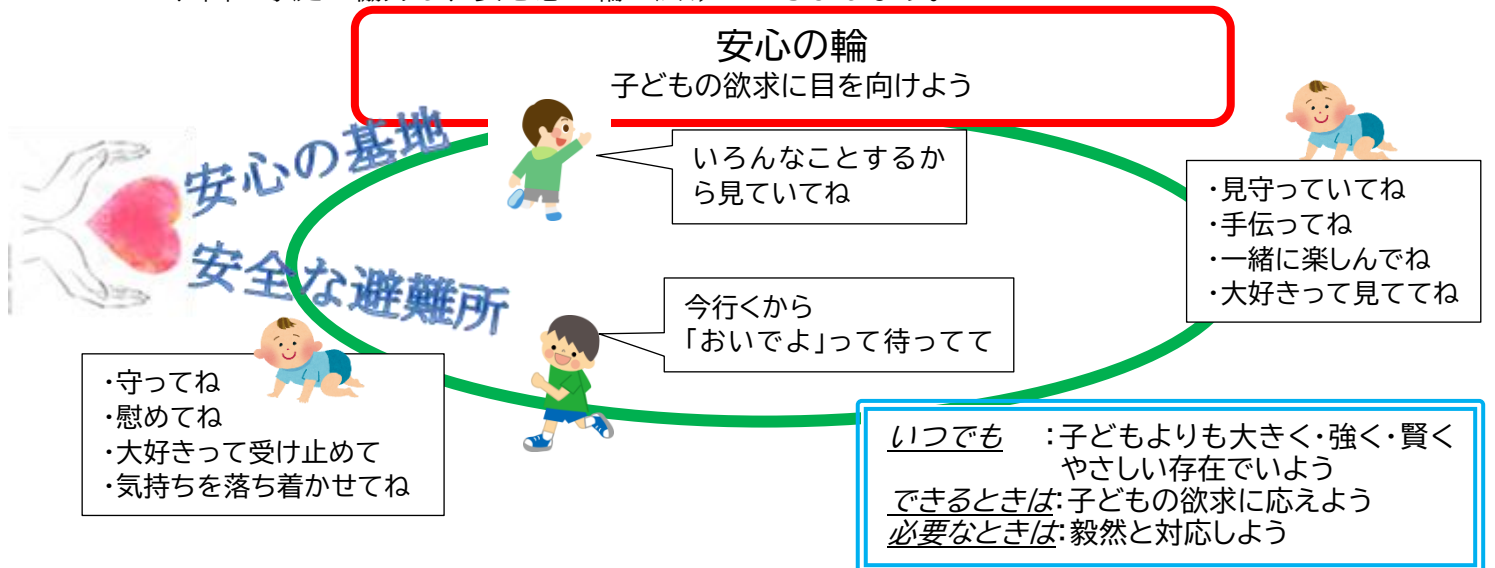 安心の輪
子どもの欲求に目を向けよう
安心の基地
いろんなことするか
ら見ていてね
・見守っていてね
・手伝ってね
・一緒に楽しんでね
・大好きって見ててね
安全な避難所
今行くから
「おいでよ」って待ってて
・守ってね
・慰めてね
・大好きって受け止めて
・気持ちを落ち着かせてね
いつでも ：子どもよりも大きく・強く・賢く
やさしい存在でいよう
できるときは：子どもの欲求に応えよう
必要なときは：毅然と対応しよう